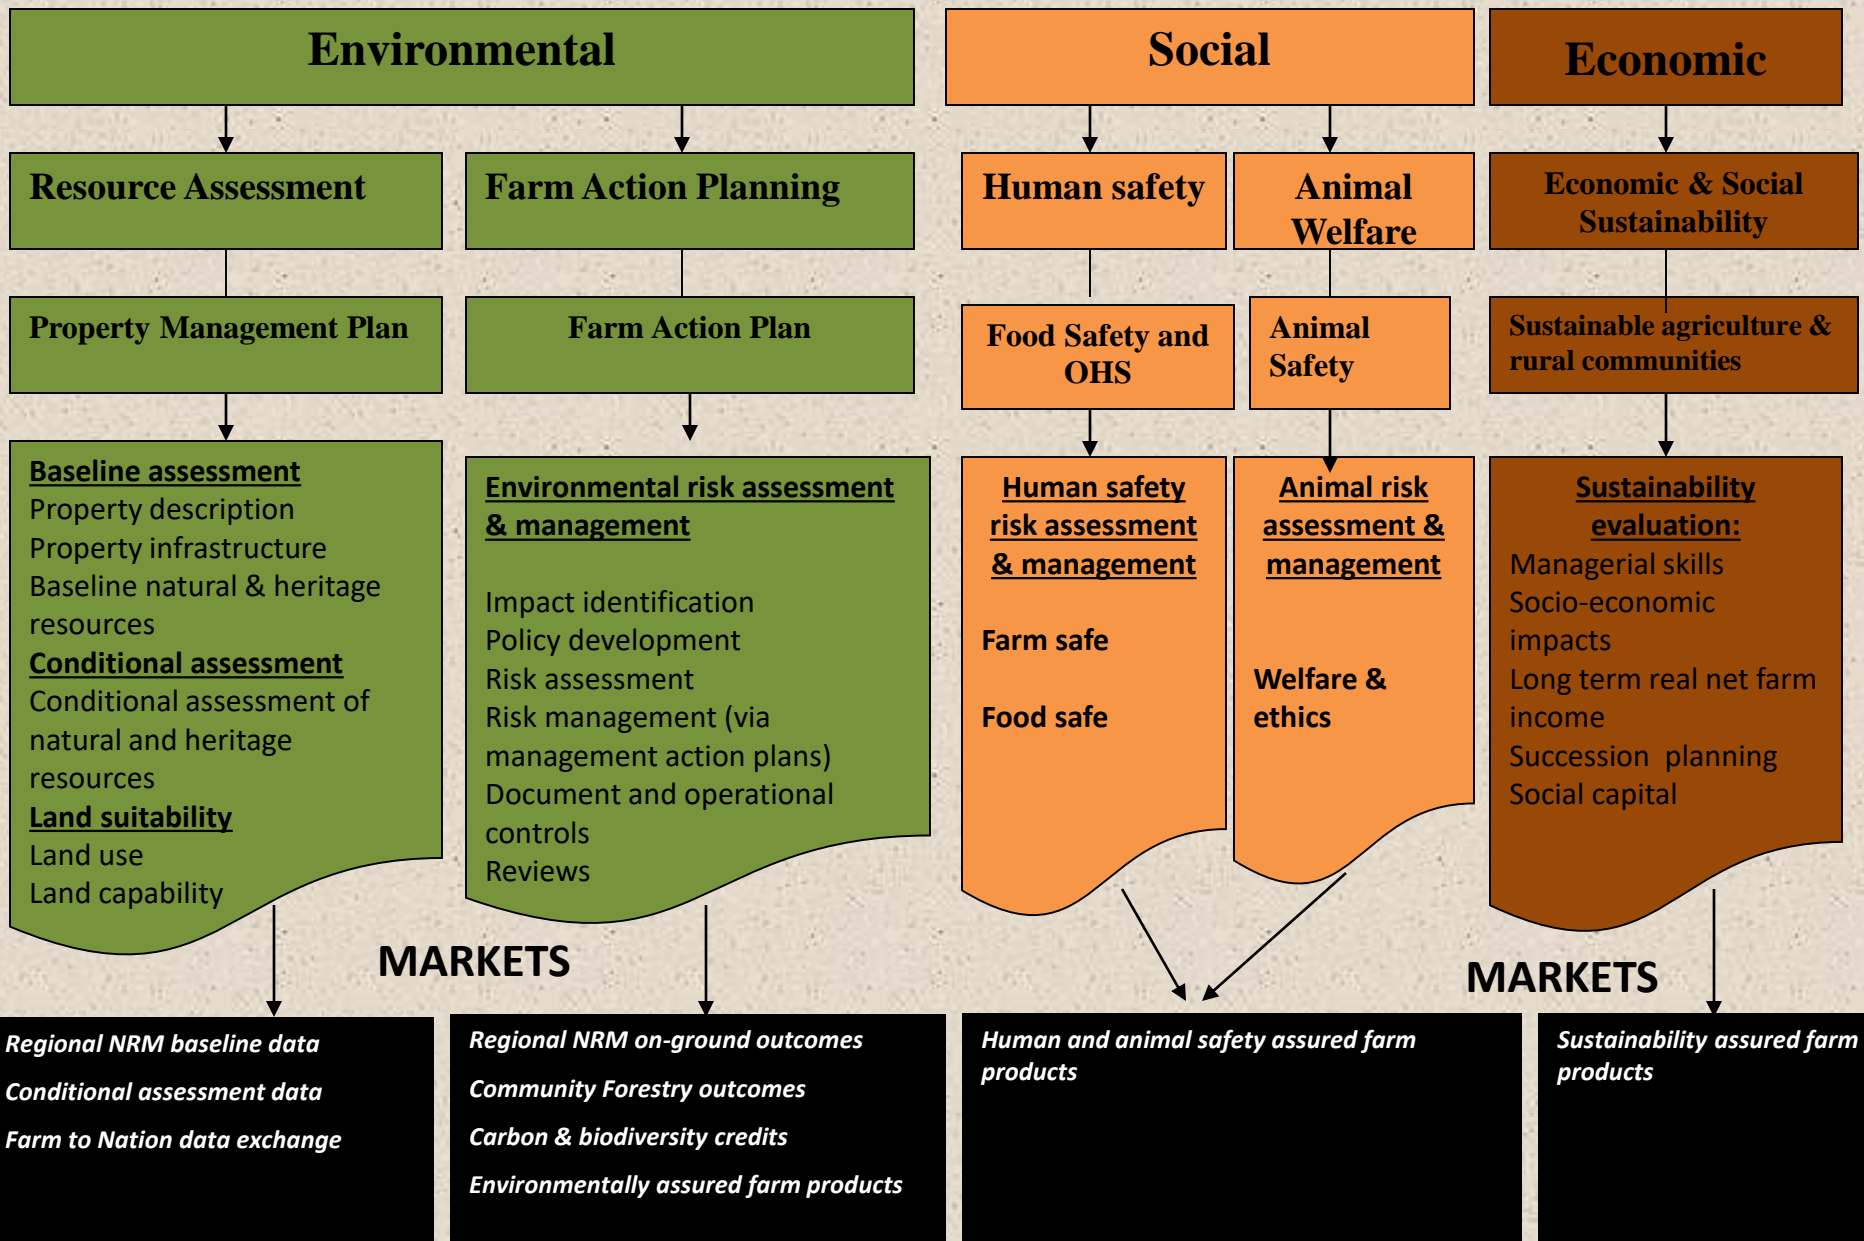 Environmental
Social
Economic
Resource Assessment
Farm Action Planning
Human safety
Animal
Welfare
Economic & Social
Sustainability
Property Management Plan
Farm Action Plan
Food Safety and
OHS
Animal
Safety
Sustainable agriculture &
rural communities
Baseline assessment
Property description
Property infrastructure
Baseline natural & heritage
resources
Conditional assessment
Conditional assessment of
natural and heritage
resources
Land suitability
Land use
Land capability
Environmental risk assessment
& management
Impact identification
Policy development
Risk assessment
Risk management (via
management action plans)
Document and operational
controls
Reviews
Human safety
risk assessment
& management
Farm safe
Food safe
Animal risk
assessment &
management
Welfare &
ethics
Sustainability
evaluation:
Managerial skills
Socio-economic
impacts
Long term real net farm
income
Succession planning
Social capital
MARKETS
MARKETS
Regional NRM baseline data
Conditional assessment data
Farm to Nation data exchange
Regional NRM on-ground outcomes
Community Forestry outcomes
Carbon & biodiversity credits
Environmentally assured farm products
Human and animal safety assured farm
products
Sustainability assured farm
products